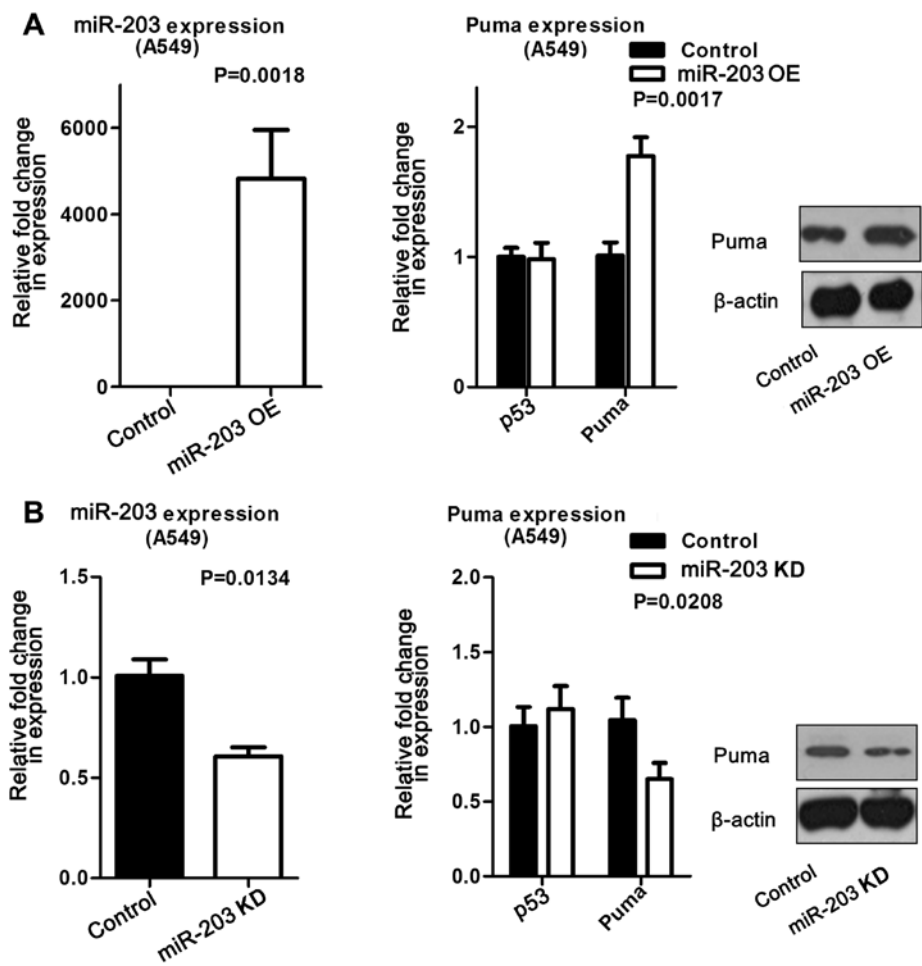 A
miR-203 expression
(A549)
P=0.0018
Relative fold change
in expression
6000
4000
2000
0
Control
miR-203 OE
Puma expression
(A549)
Control
miR-203 OE
P=0.0017
Relative fold change
in expression
2
1
0
p53
Puma
Puma
β-actin
Control
miR-203 OE
B
miR-203 expression
(A549)
P=0.0134
Relative fold change
in expression
1.5
1.0
0.5
0.0
Control
miR-203 KD
Puma expression
(A549)
Control
miR-203 KD
P=0.0208
Relative fold change
in expression
2.0
1.5
1.0
0.5
0.0
p53
Puma
Puma
β-actin
Control
miR-203 KD